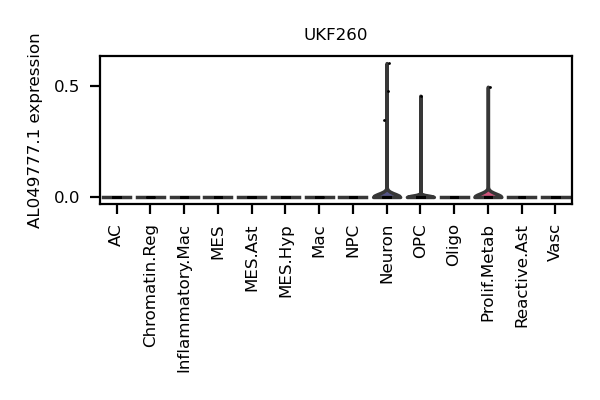 UKF260
AL049777.1 expression
0.5
0.0
AC
Chromatin.Reg
Inflammatory.Mac
MES
MES.Ast
MES.Hyp
Mac
NPC
Neuron
OPC
Oligo
Prolif.Metab
Reactive.Ast
Vasc